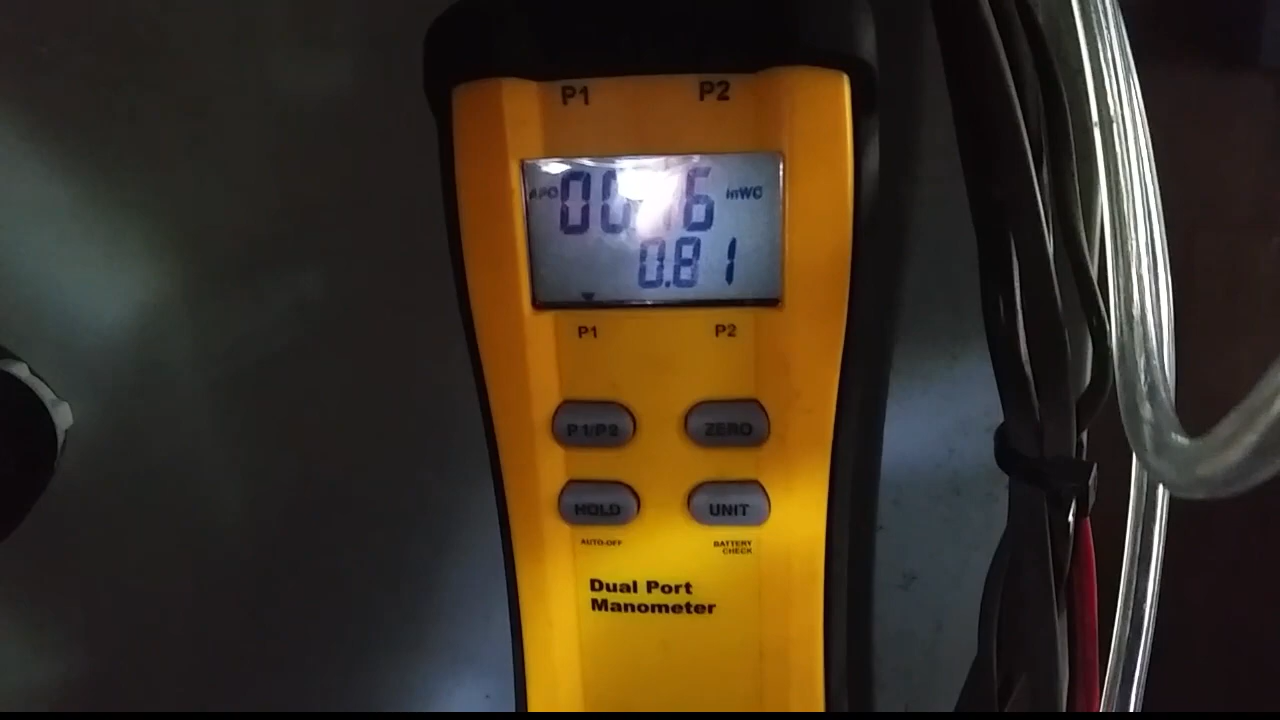 P1 P2
APO inWC
0.81
P1 P2
P1/P2 ZERO
HOLD UNIT
AUTO-OFF BATTERY CHECK
Dual Port
Manometer